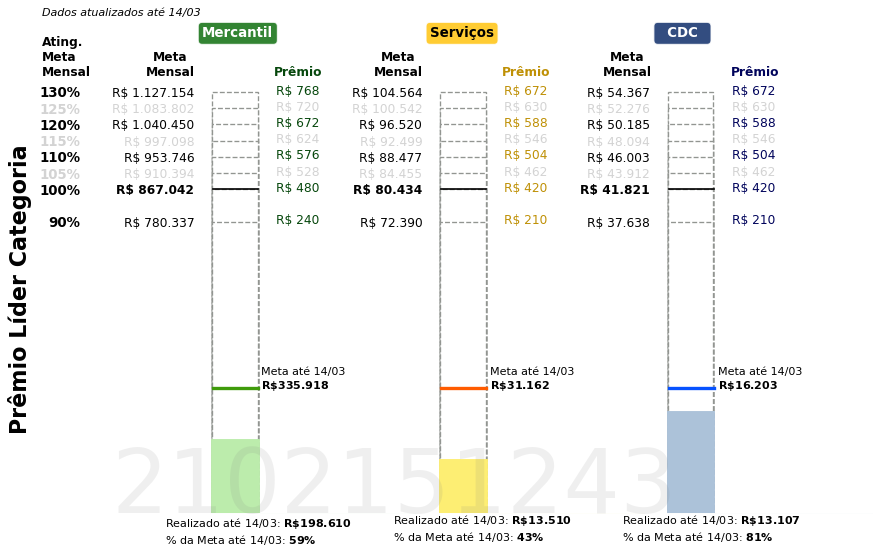 Dados atualizados até 14/03
Mercantil Serviços CDC
Ating. Meta Mensal
Meta Mensal Prêmio Meta Mensal Prêmio Meta Mensal Prêmio
130% R$ 1.127.154 R$ 768 R$ 104.564 R$ 672 R$ 54.367 R$ 672
125% R$ 1.083.802 R$ 720 R$ 100.542 R$ 630 R$ 52.276 R$ 630
120% R$ 1.040.450 R$ 672 R$ 96.520 R$ 588 R$ 50.185 R$ 588
115% R$ 997.098 R$ 624 R$ 92.499 R$ 546 R$ 48.094 R$ 546
110% R$ 953.746 R$ 576 R$ 88.477 R$ 504 R$ 46.003 R$ 504
105% R$ 910.394 R$ 528 R$ 84.455 R$ 462 R$ 43.912 R$ 462
100% R$ 867.042 R$ 480 R$ 80.434 R$ 420 R$ 41.821 R$ 420
90% R$ 780.337 R$ 240 R$ 72.390 R$ 210 R$ 37.638 R$ 210
Prêmio Líder Categoria
Meta até 14/03 Meta até 14/03 Meta até 14/03
R$335.918 R$31.162 R$16.203
2102151243
Realizado até 14/03: R$198.610 Realizado até 14/03: R$13.510 Realizado até 14/03: R$13.107
% da Meta até 14/03: 59% % da Meta até 14/03: 43% % da Meta até 14/03: 81%